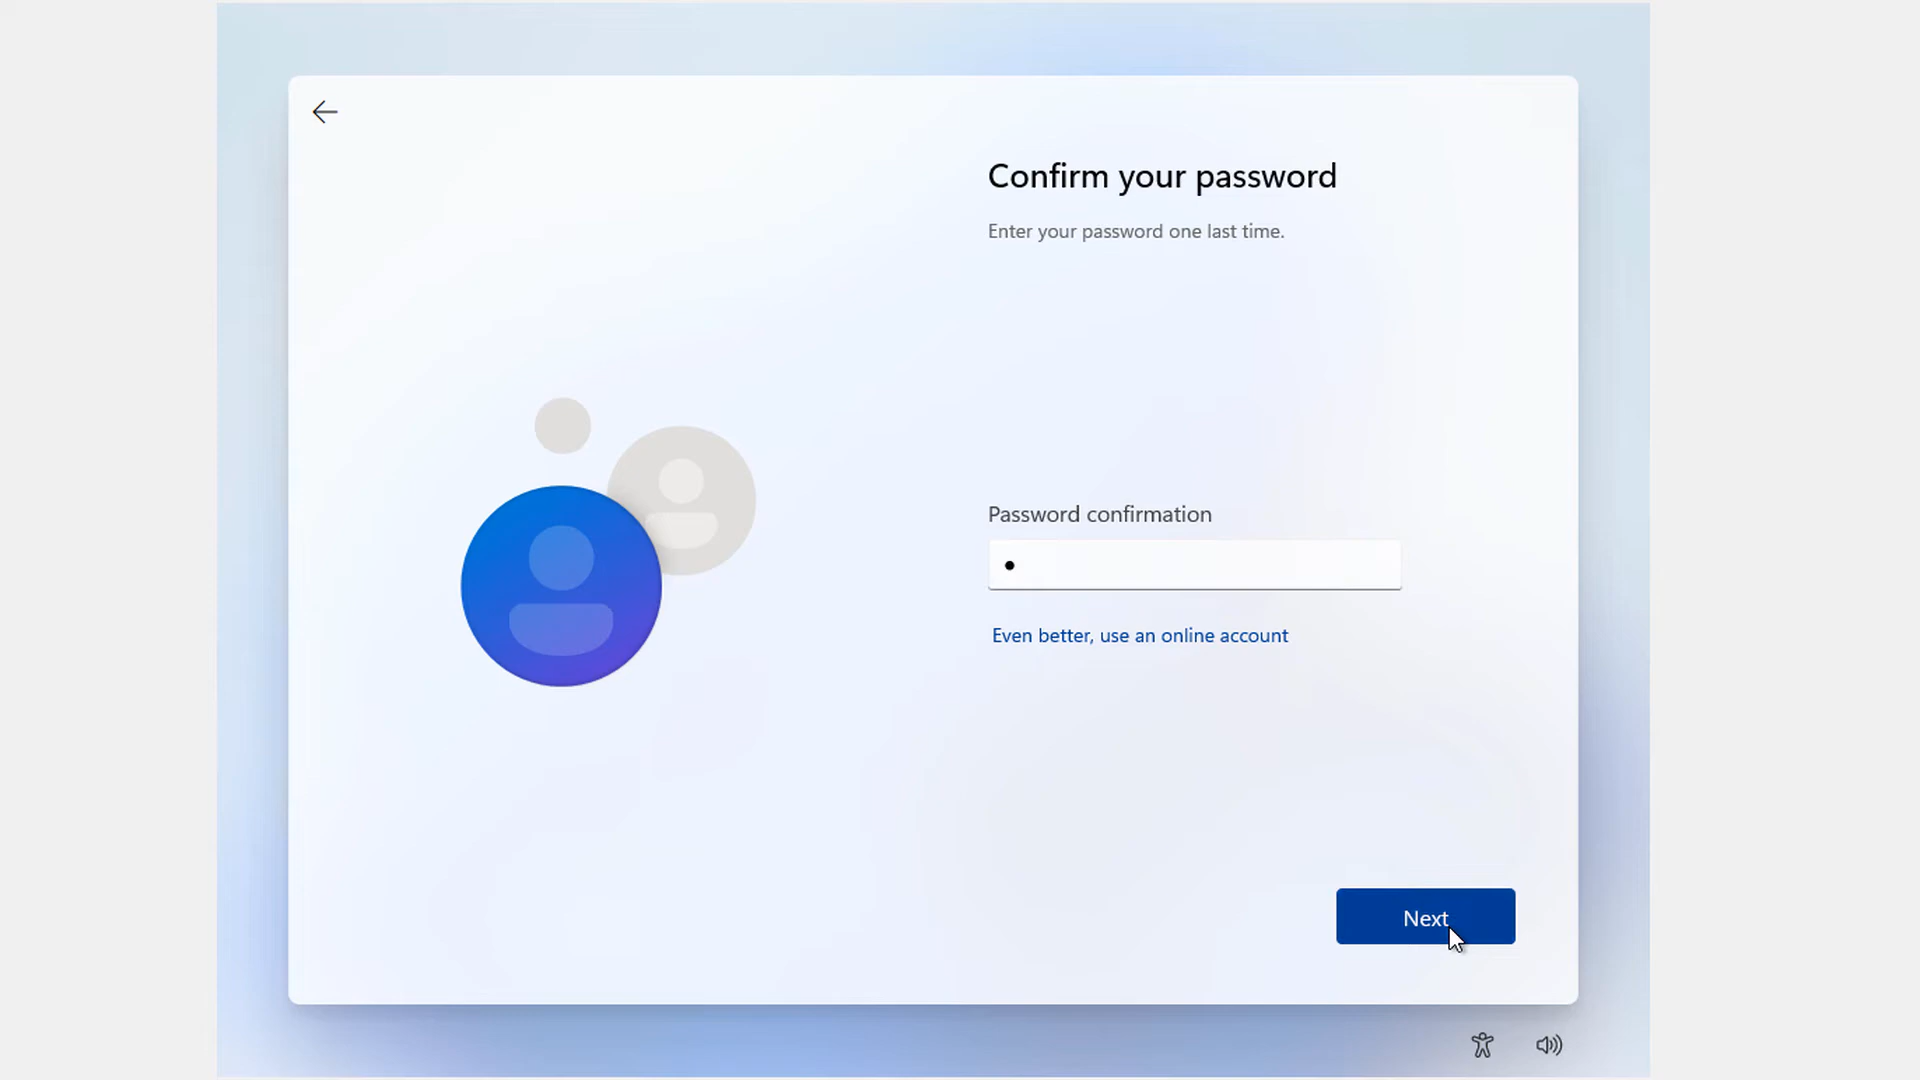 Confirm your password
Enter your password one last time.
Password confirmation
Even better, use an online account
Next